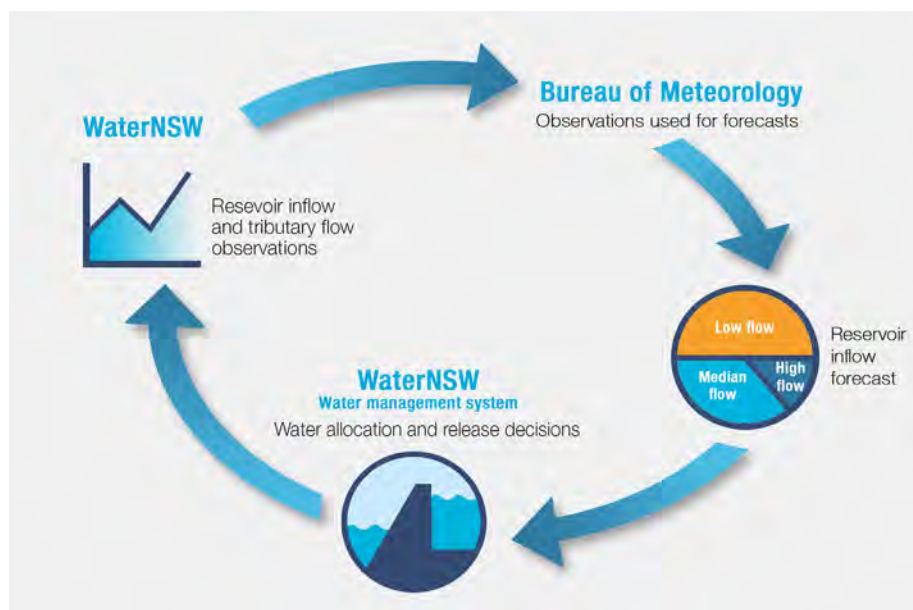 WaterNSW
Resevoir inflow
and tributary flow
observations
Bureau of Meteorology
Observations used for forecasts
Low flow
Median
flow
High
flow
Reservoir
inflow
forecast
WaterNSW
Water management system
Water allocation and release decisions